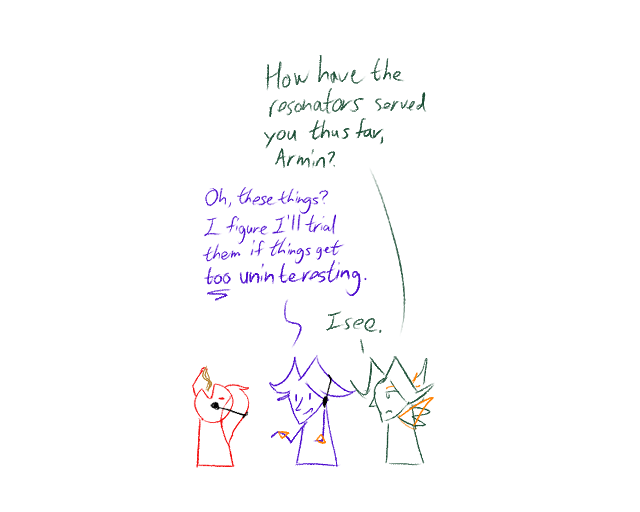 How have the
resonators served
you thus far,
Armin?
Oh, these things?
I figure I'll trial
them if things get
too uninteresting.
I see.